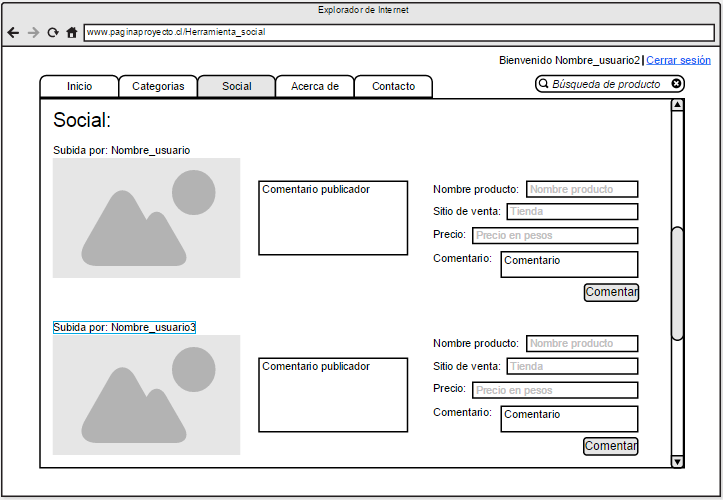 Explorador de Internet
www.paginaproyecto.cl/Herramienta_social
Bienvenido Nombre_usuario2 | Cerrar sesión
Inicio Categorias Social Acerca de Contacto Búsqueda de producto
Social:
Subida por: Nombre_usuario
Comentario publicador
Nombre producto: Nombre producto
Sitio de venta: Tienda
Precio: Precio en pesos
Comentario: Comentario
Comentar
Subida por: Nombre_usuario3
Comentario publicador
Nombre producto: Nombre producto
Sitio de venta: Tienda
Precio: Precio en pesos
Comentario: Comentario
Comentar